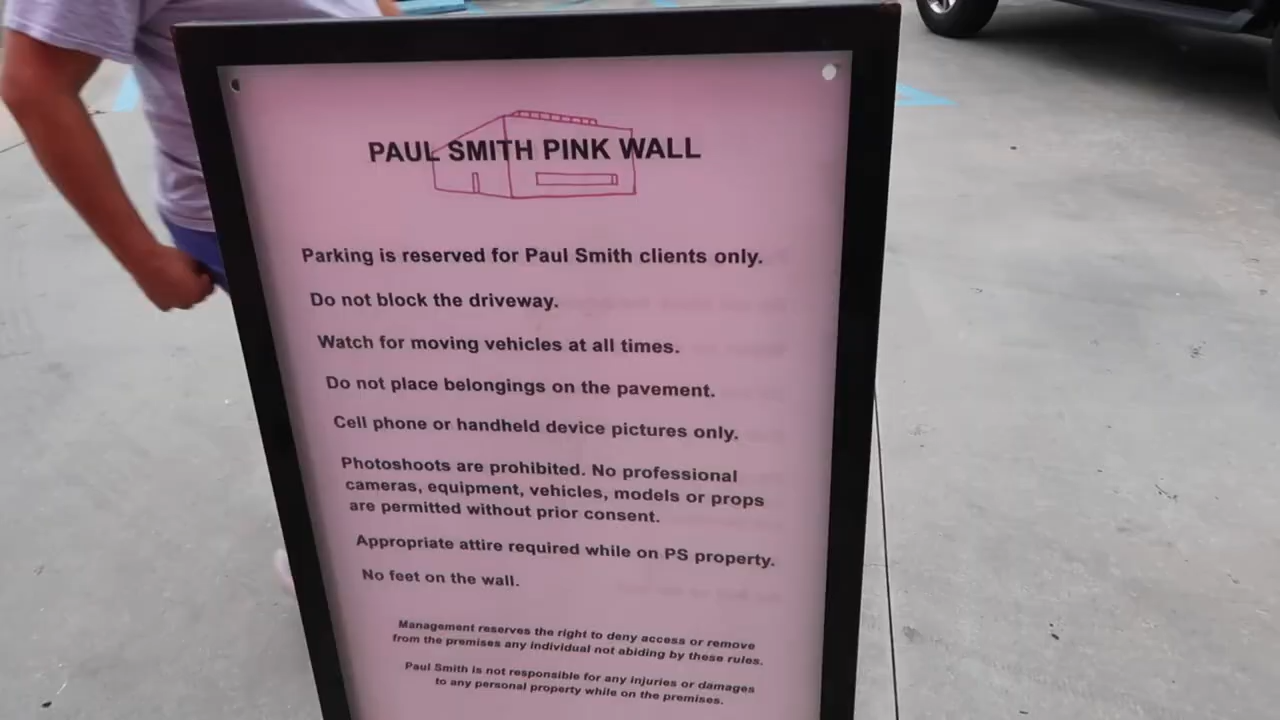 PAUL SMITH PINK WALL
Parking is reserved for Paul Smith clients only.
Do not block the driveway.
Watch for moving vehicles at all times.
Do not place belongings on the pavement.
Cell phone or handheld device pictures only.
Photoshoots are prohibited. No professional
cameras, equipment, vehicles, models or props
are permitted without prior consent.
Appropriate attire required while on PS property.
No feet on the wall.
Management reserves the right to deny access or remove
from the premises any individual not abiding by these rules.
Paul Smith is not responsible for any injuries or damages
to any personal property while on the premises.